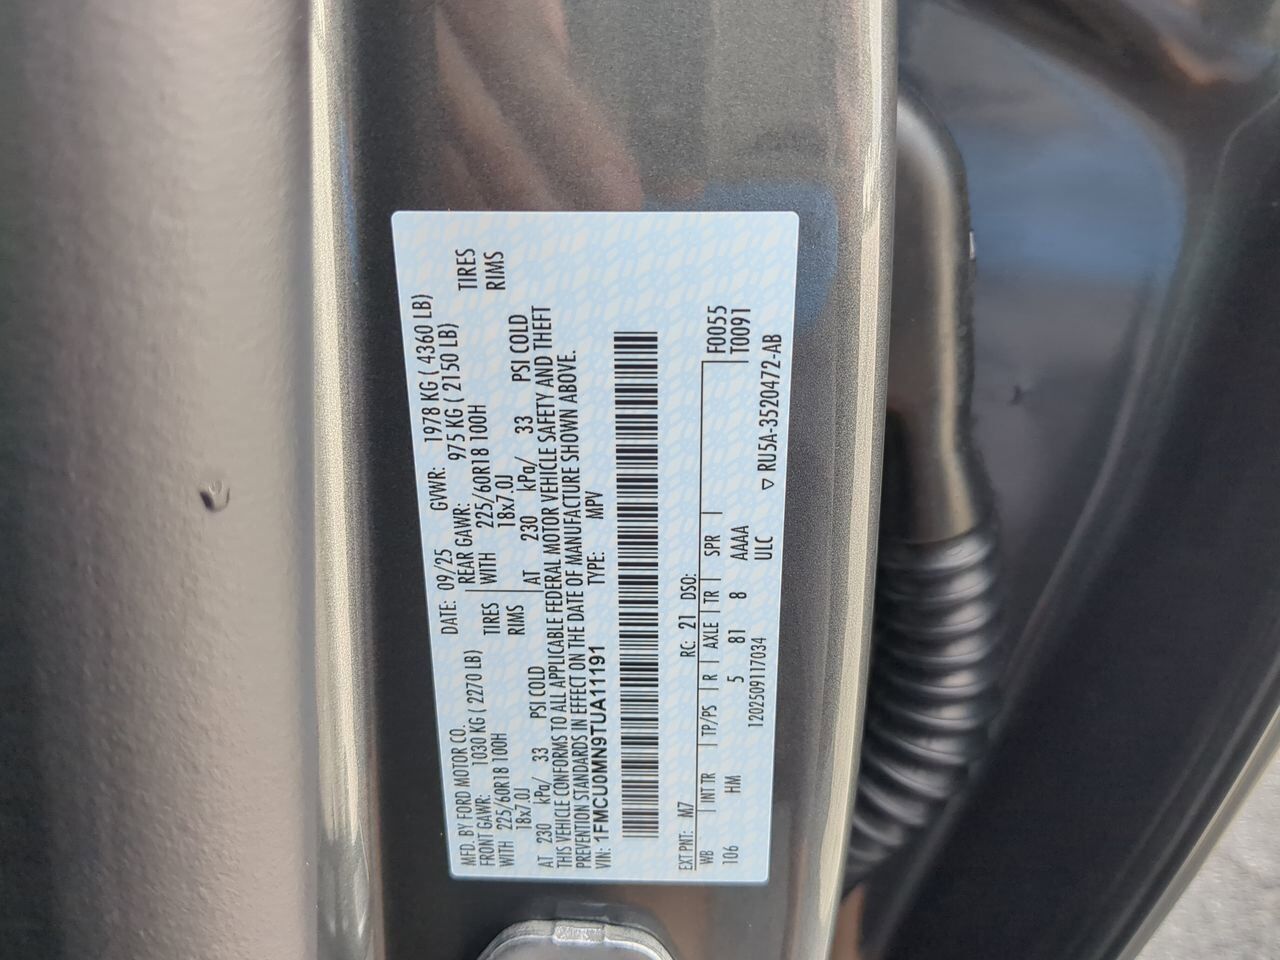 MFD. BY FORD MOTOR CO.
DATE: 09/25 GVWR: 1978 KG ( 4360 LB)
FRONT GAWR: 1030 KG ( 2270 LB)
REAR GAWR: 975 KG ( 2150 LB)
WITH 225/60R18 100H TIRES
WITH 225/60R18 100H TIRES
18x7.0J RIMS
18x7.0J RIMS
AT 230 kPa/ 33 PSI COLD
AT 230 kPa/ 33 PSI COLD
THIS VEHICLE CONFORMS TO ALL APPLICABLE FEDERAL MOTOR VEHICLE SAFETY AND THEFT
PREVENTION STANDARDS IN EFFECT ON THE DATE OF MANUFACTURE SHOWN ABOVE.
VIN: 1FMCU0MN9TUA11191 TYPE: MPV
EXT PNT: M7 RC: 21 DSO:
WB INT TR TP/PS R AXLE TR SPR F0055
106 HM 5 81 8 AAAA T0091
1202509117034 ULC ▽ RU5A-3520472-AB